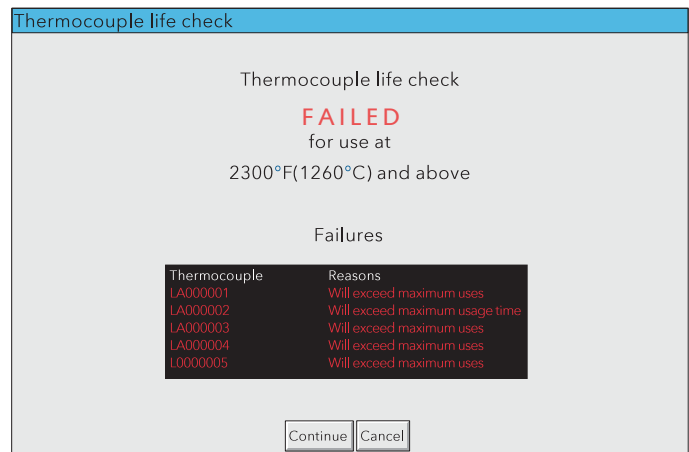 Thermocouple life check
Thermocouple life check
FAILED
for use at
2300°F(1260°C) and above
Failures
Thermocouple Reasons
LA000001 Will exceed maximum uses
LA000002 Will exceed maximum usage time
LA000003 Will exceed maximum uses
LA000004 Will exceed maximum uses
L0000005 Will exceed maximum uses
Continue Cancel